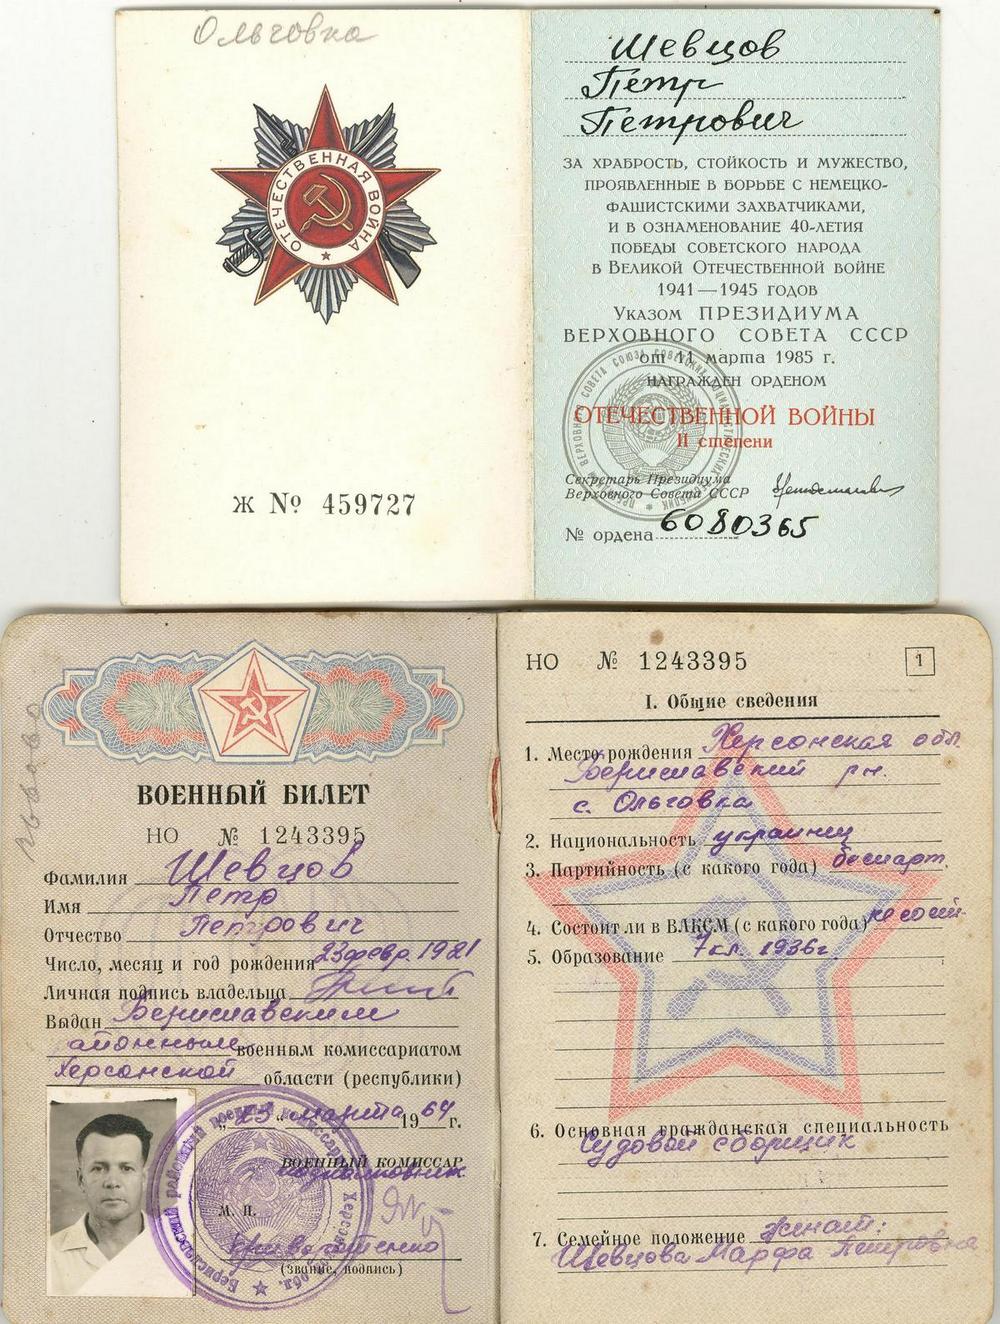 Ольговка
ОТЕЧЕСТВЕННАЯ ВОЙНА
Ж № 459727
Шевцов
Петр
Петрович
ЗА ХРАБРОСТЬ, СТОЙКОСТЬ И МУЖЕСТВО,
ПРОЯВЛЕННЫЕ В БОРЬБЕ С НЕМЕЦКО-
ФАШИСТСКИМИ ЗАХВАТЧИКАМИ,
И В ОЗНАМЕНОВАНИЕ 40-ЛЕТИЯ
ПОБЕДЫ СОВЕТСКОГО НАРОДА
В ВЕЛИКОЙ ОТЕЧЕСТВЕННОЙ ВОЙНЕ
1941—1945 ГОДОВ
УКАЗОМ ПРЕЗИДИУМА
ВЕРХОВНОГО СОВЕТА СССР
от 11 марта 1985 г.
НАГРАЖДЕН ОРДЕНОМ
ОТЕЧЕСТВЕННОЙ ВОЙНЫ
II степени
Секретарь Президиума
Верховного Совета СССР
№ ордена 6080365
ВОЕННЫЙ БИЛЕТ
НО № 1243395
Фамилия Шевцов
Имя Петр
Отчество Петрович
Число, месяц и год рождения 23 февр. 1921
Личная подпись владельца
Выдан Бериславским
районным военным комиссариатом
Херсонской области (республики)
„23“ марта 1964 г.
ВОЕННЫЙ КОМИССАР
М. П.
(звание, подпись)
НО № 1243395
1
I. Общие сведения
1. Место рождения Херсонская обл.
Бериславский рн.
с. Ольговка
2. Национальность украинец
3. Партийность (с какого года) беспарт.
4. Состоит ли в ВЛКСМ (с какого года)
5. Образование 7 кл. 1936г.
6. Основная гражданская специальность
Судовой сборщик
7. Семейное положение женат:
Шевцова Марфа Петровна